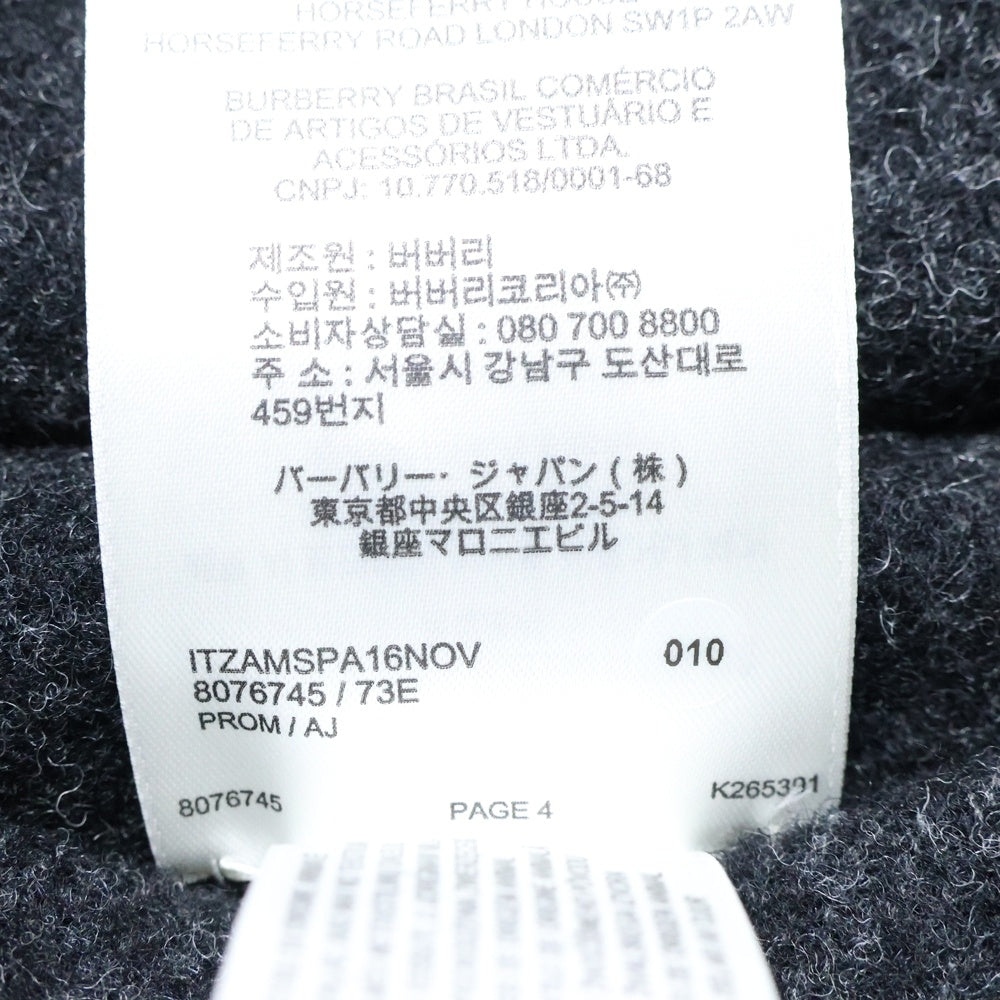 HORSEFERRY HOUSE
HORSEFERRY ROAD LONDON SW1P 2AW
BURBERRY BRASIL COMÉRCIO
DE ARTIGOS DE VESTUÁRIO E
ACESSÓRIOS LTDA.
CNPJ: 10.770.518/0001-68
제조원 : 버버리
수입원 : 버버리코리아㈜
소비자상담실 : 080 700 8800
주 소 : 서울시 강남구 도산대로
459번지
バーバリー・ジャパン ( 株 )
東京都中央区銀座2-5-14
銀座マロニエビル
ITZAMSPA16NOV 010
8076745 / 73E
PROM / AJ
8076745 PAGE 4 K265391